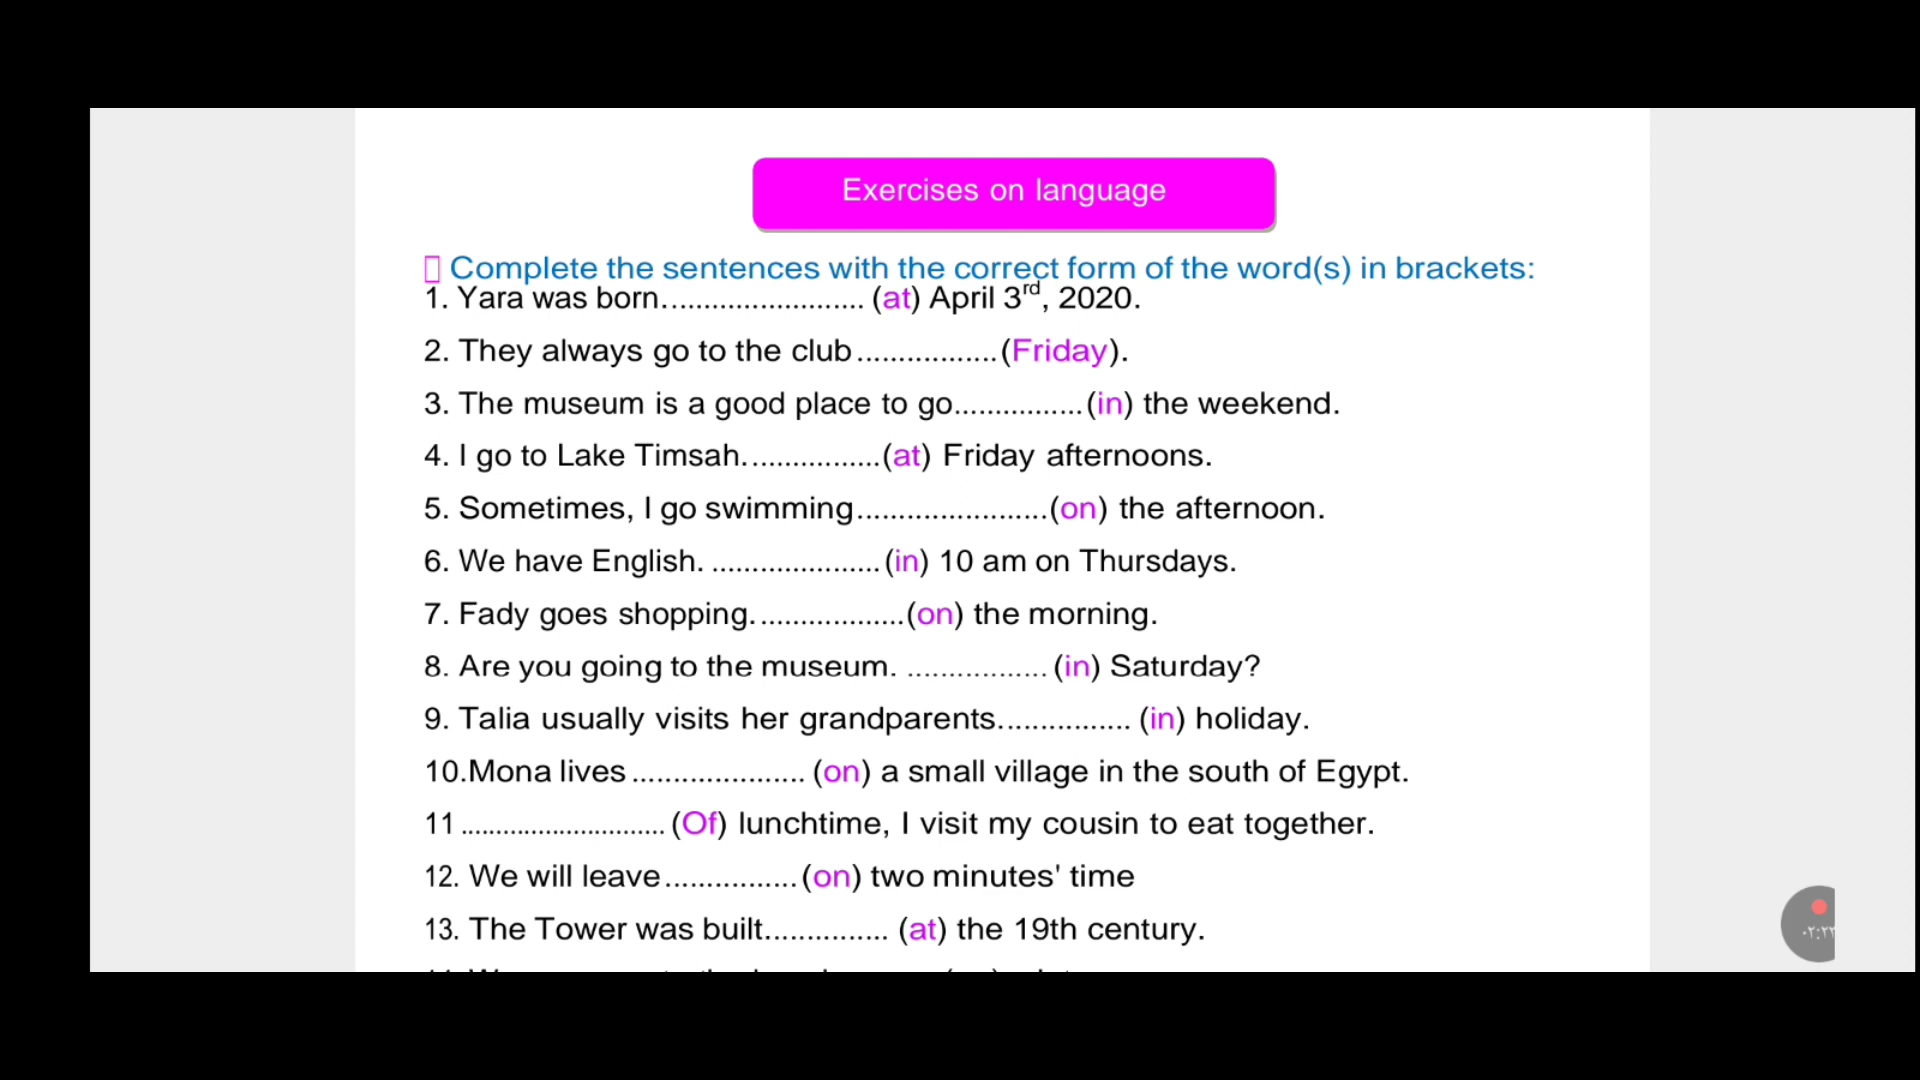 Exercises on language
Complete the sentences with the correct form of the word(s) in brackets:
1. Yara was born........................ (at) April 3rd, 2020.
2. They always go to the club.................(Friday).
3. The museum is a good place to go................(in) the weekend.
4. I go to Lake Timsah.................(at) Friday afternoons.
5. Sometimes, I go swimming.......................(on) the afternoon.
6. We have English. .....................(in) 10 am on Thursdays.
7. Fady goes shopping...................(on) the morning.
8. Are you going to the museum. .................(in) Saturday?
9. Talia usually visits her grandparents................ (in) holiday.
10.Mona lives..................... (on) a small village in the south of Egypt.
11............................. (Of) lunchtime, I visit my cousin to eat together.
12. We will leave................(on) two minutes' time
13. The Tower was built............... (at) the 19th century.